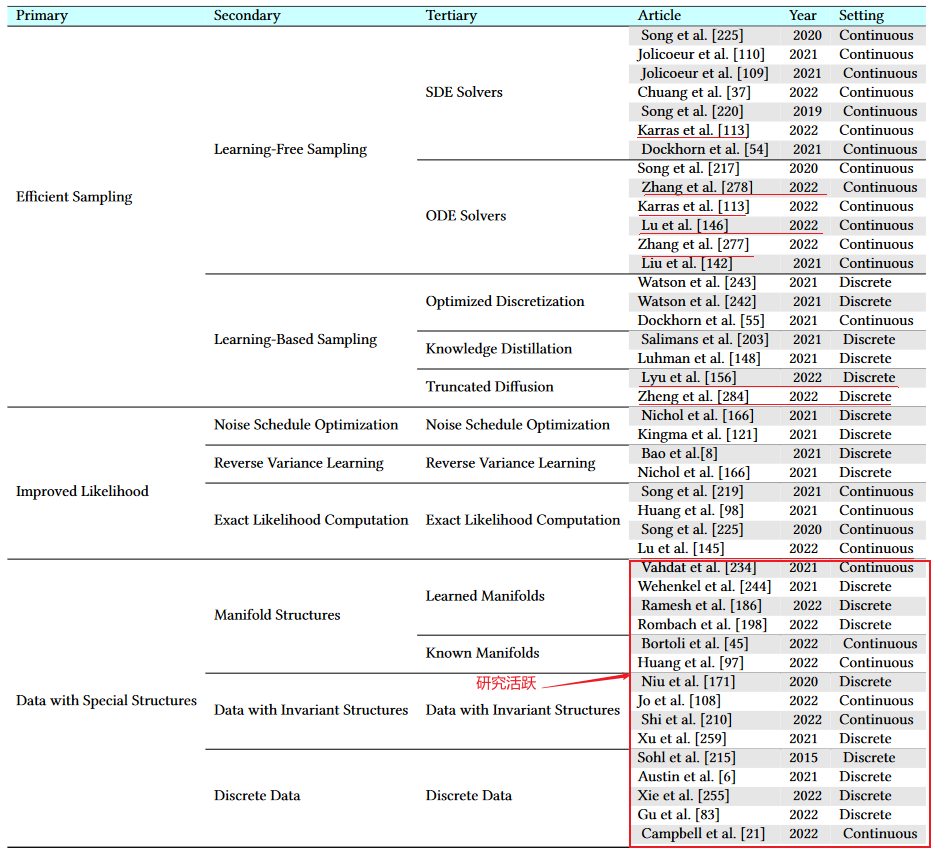 Primary Secondary Tertiary Article Year Setting
Song et al. [225] 2020 Continuous
Jolicoeur et al. [110] 2021 Continuous
Jolicoeur et al. [109] 2021 Continuous
SDE Solvers Chuang et al. [37] 2022 Continuous
Song et al. [220] 2019 Continuous
Karras et al. [113] 2022 Continuous
Learning-Free Sampling Dockhorn et al. [54] 2021 Continuous
Song et al. [217] 2020 Continuous
Efficient Sampling Zhang et al. [278] 2022 Continuous
Karras et al. [113] 2022 Continuous
ODE Solvers Lu et al. [146] 2022 Continuous
Zhang et al. [277] 2022 Continuous
Liu et al. [142] 2021 Continuous
Watson et al. [243] 2021 Discrete
Optimized Discretization Watson et al. [242] 2021 Discrete
Dockhorn et al. [55] 2021 Continuous
Learning-Based Sampling Salimans et al. [203] 2021 Discrete
Knowledge Distillation Luhman et al. [148] 2021 Discrete
Lyu et al. [156] 2022 Discrete
Truncated Diffusion Zheng et al. [284] 2022 Discrete
Nichol et al. [166] 2021 Discrete
Noise Schedule Optimization Noise Schedule Optimization Kingma et al. [121] 2021 Discrete
Bao et al.[8] 2021 Discrete
Reverse Variance Learning Reverse Variance Learning Nichol et al. [166] 2021 Discrete
Improved Likelihood Song et al. [219] 2021 Continuous
Huang et al. [98] 2021 Continuous
Exact Likelihood Computation Exact Likelihood Computation Song et al. [225] 2020 Continuous
Lu et al. [145] 2022 Continuous
Vahdat et al. [234] 2021 Continuous
Wehenkel et al. [244] 2021 Discrete
Learned Manifolds Ramesh et al. [186] 2022 Discrete
Manifold Structures Rombach et al. [198] 2022 Discrete
Bortoli et al. [45] 2022 Continuous
Known Manifolds Huang et al. [97] 2022 Continuous
研究活跃 Niu et al. [171] 2020 Discrete
Data with Special Structures Jo et al. [108] 2022 Continuous
Data with Invariant Structures Data with Invariant Structures Shi et al. [210] 2022 Continuous
Xu et al. [259] 2021 Discrete
Sohl et al. [215] 2015 Discrete
Austin et al. [6] 2021 Discrete
Discrete Data Discrete Data Xie et al. [255] 2022 Discrete
Gu et al. [83] 2022 Discrete
Campbell et al. [21] 2022 Continuous